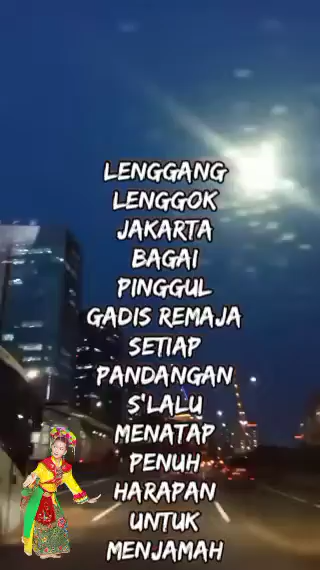 LENGGANG
LENGGOK
JAKARTA
BAGAI
PINGGUL
GADIS REMAJA
SETIAP
PANDANGAN
S'LALU
MENATAP
PENUH
HARAPAN
UNTUK
MENJAMAH